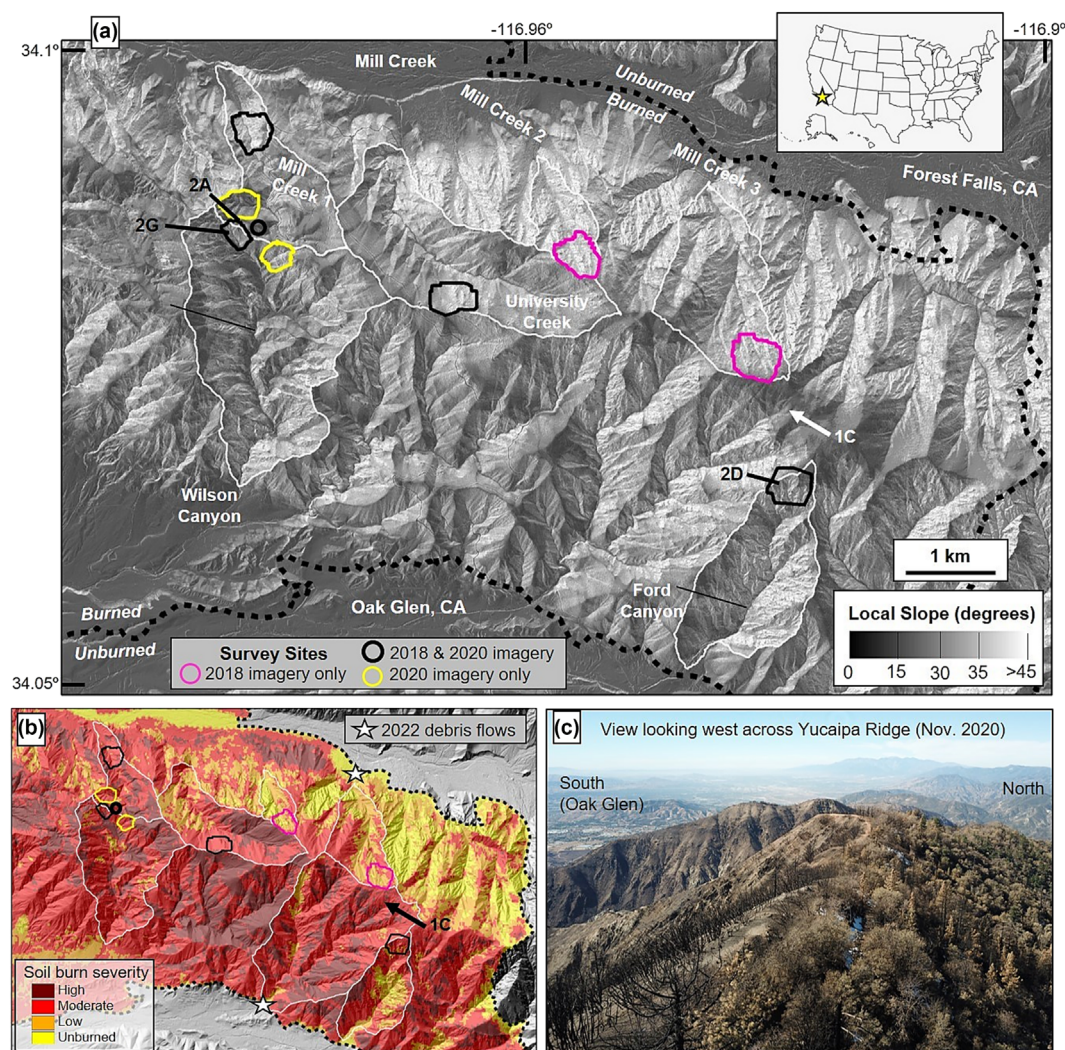 (a)
34.1°
-116.96°
-116.9°
Mill Creek
Unburned
Burned
Mill Creek 2
Mill Creek 3
Mill
Creek 1
Forest Falls, CA
2A
2G
University
Creek
1C
2D
Wilson
Canyon
1 km
Ford
Canyon
Oak Glen, CA
Burned
Unburned
Local Slope (degrees)
0 15 30 35 >45
Survey Sites
2018 & 2020 imagery
2018 imagery only
2020 imagery only
34.05°
(b)
2022 debris flows
1C
Soil burn severity
High
Moderate
Low
Unburned
(c)
View looking west across Yucaipa Ridge (Nov. 2020)
South
(Oak Glen)
North